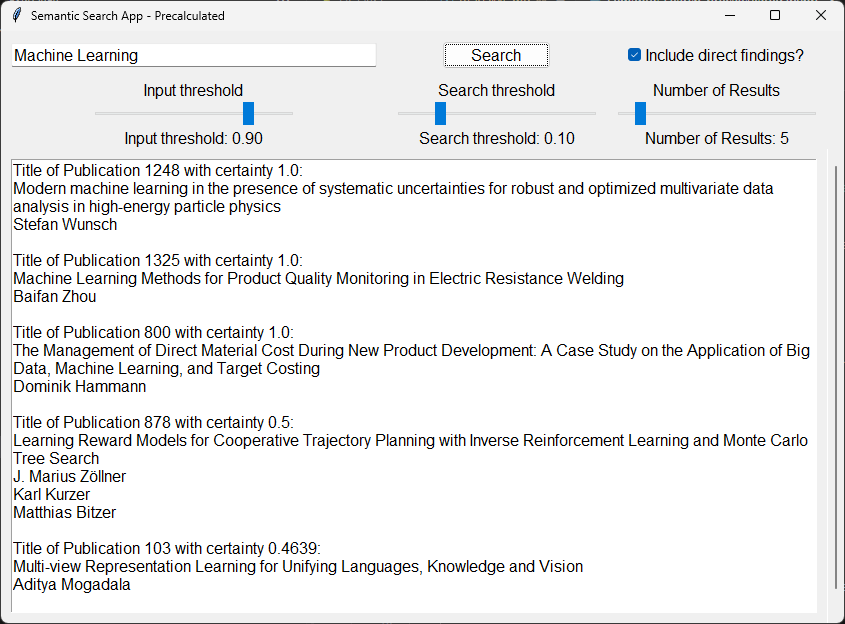 Semantic Search App - Precalculated
Machine Learning
Search
Include direct findings?
Input threshold
Search threshold
Number of Results
Input threshold: 0.90
Search threshold: 0.10
Number of Results: 5
Title of Publication 1248 with certainty 1.0:
Modern machine learning in the presence of systematic uncertainties for robust and optimized multivariate data
analysis in high-energy particle physics
Stefan Wunsch
Title of Publication 1325 with certainty 1.0:
Machine Learning Methods for Product Quality Monitoring in Electric Resistance Welding
Baifan Zhou
Title of Publication 800 with certainty 1.0:
The Management of Direct Material Cost During New Product Development: A Case Study on the Application of Big
Data, Machine Learning, and Target Costing
Dominik Hammann
Title of Publication 878 with certainty 0.5:
Learning Reward Models for Cooperative Trajectory Planning with Inverse Reinforcement Learning and Monte Carlo
Tree Search
J. Marius Zöllner
Karl Kurzer
Matthias Bitzer
Title of Publication 103 with certainty 0.4639:
Multi-view Representation Learning for Unifying Languages, Knowledge and Vision
Aditya Mogadala